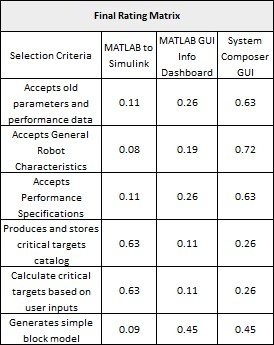 Final Rating Matrix
Selection Criteria
MATLAB to
Simulink
MATLAB GUI
Info
Dashboard
System
Composer
GUI
Accepts old
parameters and
performance data
0.11
0.26
0.63
Accepts General
Robot
Characteristics
0.08
0.19
0.72
Accepts
Performance
Specifications
0.11
0.26
0.63
Produces and stores
critical targets
catalog
0.63
0.11
0.26
Calculate critical
targets based on
user inputs
0.63
0.11
0.26
Generates simple
block model
0.09
0.45
0.45